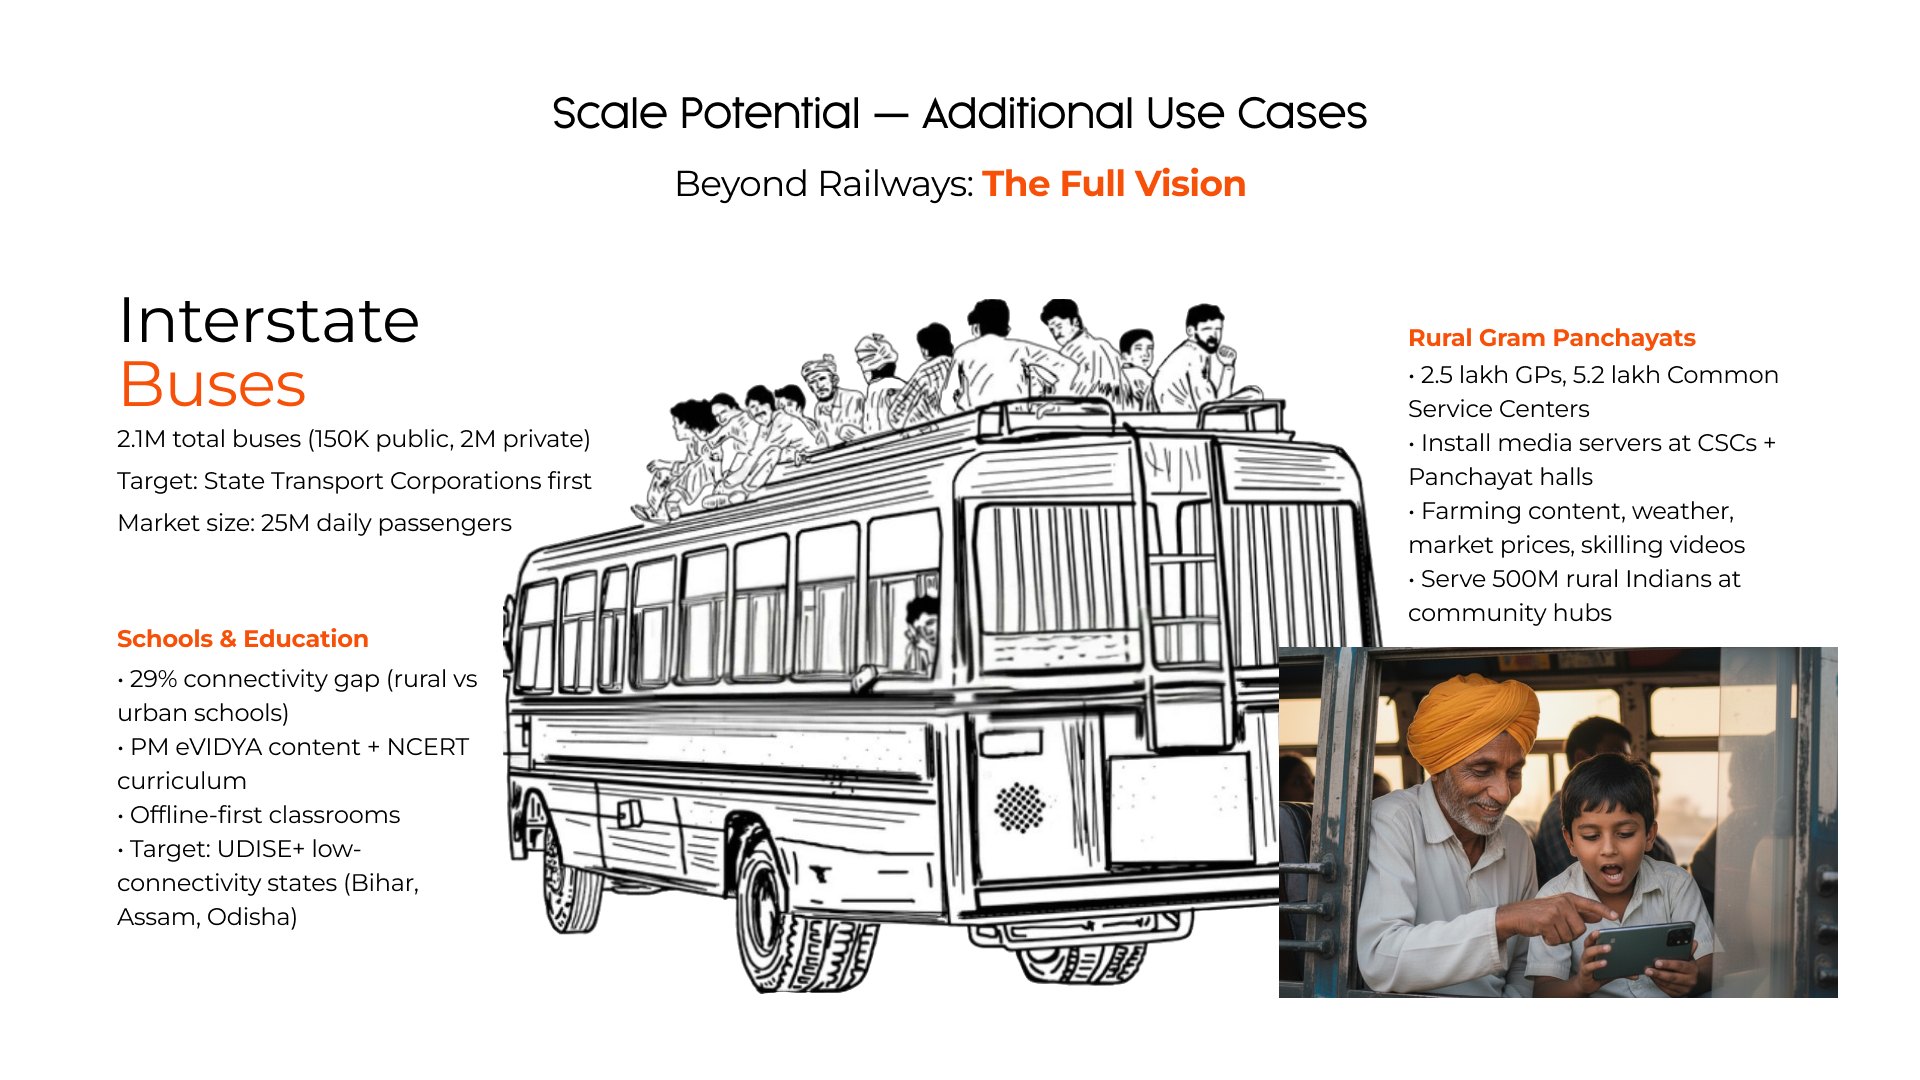 Scale Potential — Additional Use Cases
Beyond Railways: The Full Vision
Interstate
Buses
2.1M total buses (150K public, 2M private)
Target: State Transport Corporations first
Market size: 25M daily passengers
Schools & Education
• 29% connectivity gap (rural vs
urban schools)
• PM eVIDYA content + NCERT
curriculum
• Offline-first classrooms
• Target: UDISE+ low-
connectivity states (Bihar,
Assam, Odisha)
Rural Gram Panchayats
• 2.5 lakh GPs, 5.2 lakh Common
Service Centers
• Install media servers at CSCs +
Panchayat halls
• Farming content, weather,
market prices, skilling videos
• Serve 500M rural Indians at
community hubs